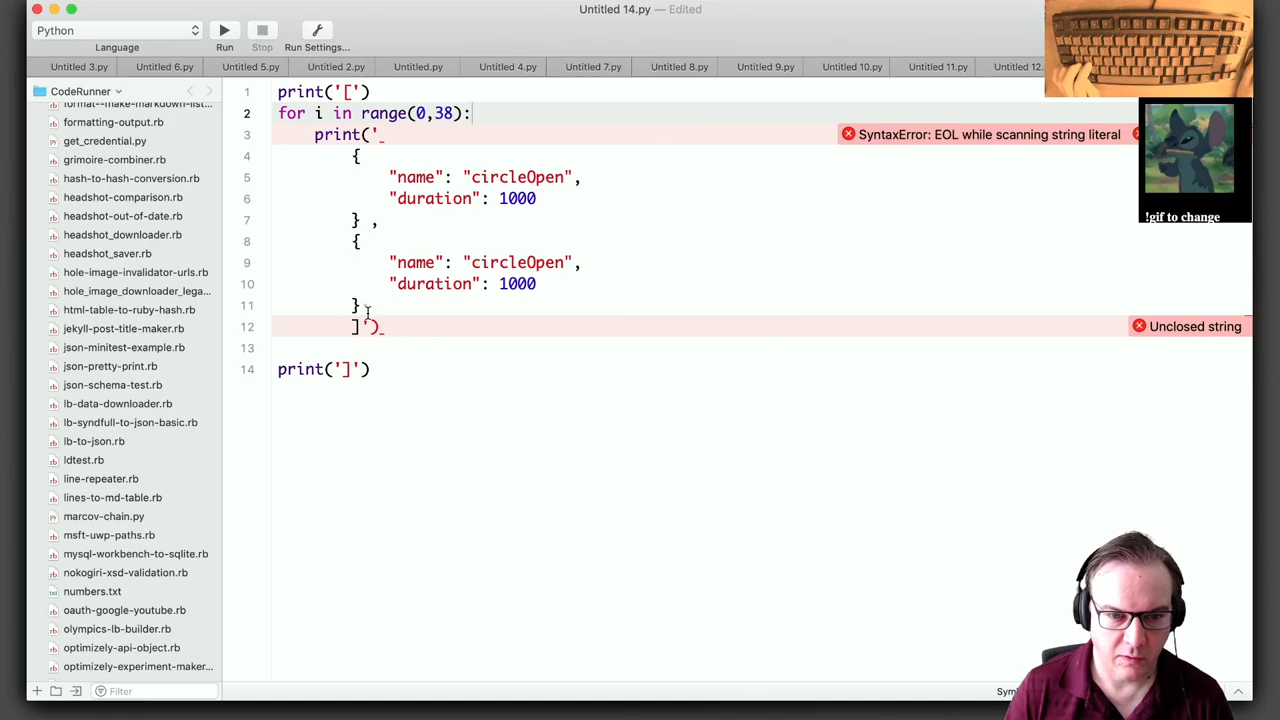 Untitled 14.py — Edited
Python
Language
Run
Stop
Run Settings...
Untitled 3.py
Untitled 6.py
Untitled 5.py
Untitled 2.py
Untitled.py
Untitled 4.py
Untitled 7.py
Untitled 8.py
Untitled 9.py
Untitled 10.py
Untitled 11.py
Untitled 12.
CodeRunner
format--make-markdown-list...
formatting-output.rb
get_credential.py
grimoire-combiner.rb
hash-to-hash-conversion.rb
headshot-comparison.rb
headshot-out-of-date.rb
headshot_downloader.rb
headshot_saver.rb
hole-image-invalidator-urls.rb
hole_image_downloader_lega...
html-table-to-ruby-hash.rb
jekyll-post-title-maker.rb
json-minitest-example.rb
json-pretty-print.rb
json-schema-test.rb
lb-data-downloader.rb
lb-syndfull-to-json-basic.rb
lb-to-json.rb
ldtest.rb
line-repeater.rb
lines-to-md-table.rb
marcov-chain.py
msft-uwp-paths.rb
mysql-workbench-to-sqlite.rb
nokogiri-xsd-validation.rb
numbers.txt
oauth-google-youtube.rb
olympics-lb-builder.rb
optimizely-api-object.rb
optimizely-experiment-maker...
Filter
1 print('[')
2 for i in range(0,38):
3 print('
SyntaxError: EOL while scanning string literal
4 {
5 "name": "circleOpen",
6 "duration": 1000
7 } ,
8 {
9 "name": "circleOpen",
10 "duration": 1000
11 }
12 ]')
Unclosed string
13
14 print(']')
!gif to change